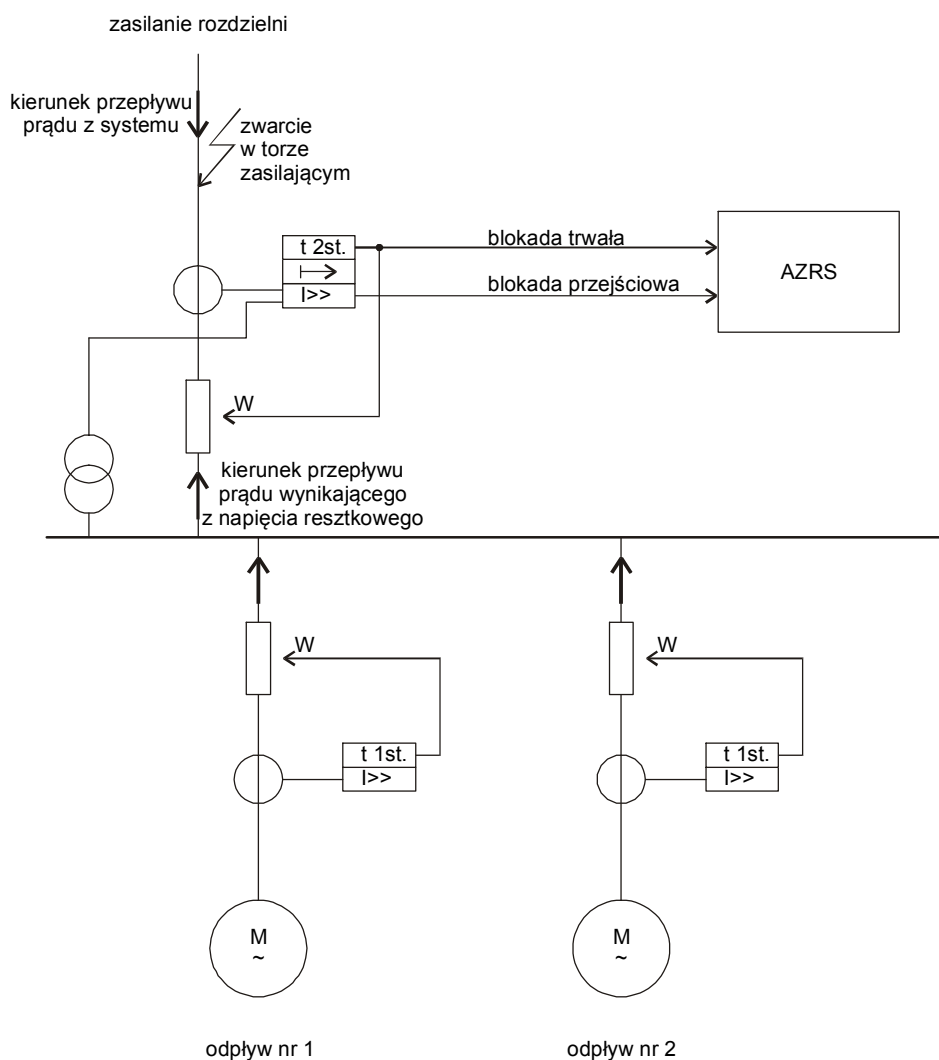 zasilanie rozdzielni
kierunek przepływu
prądu z systemu
zwarcie
w torze
zasilającym
t 2st.
I>>
blokada trwała
blokada przejściowa
AZRS
W
kierunek przepływu
prądu wynikającego
z napięcia resztkowego
W
t 1st.
I>>
M
~
odpływ nr 1
W
t 1st.
I>>
M
~
odpływ nr 2